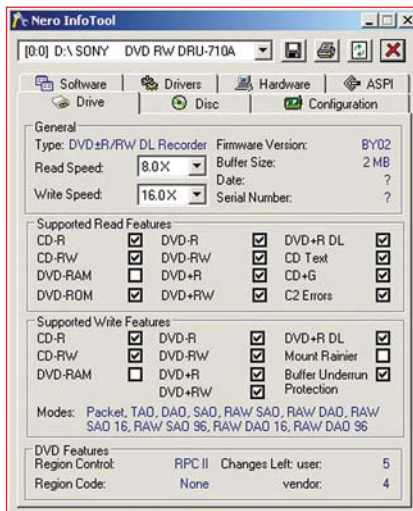 Nero InfoTool
[0:0] D:\ SONY DVD RW DRU-710A
Software Drivers Hardware ASPI
Drive Disc Configuration
General
Type: DVD±R/RW DL Recorder Firmware Version: BY02
Read Speed: 8.0X Buffer Size: 2 MB
Date: ?
Write Speed: 16.0X Serial Number: ?
Supported Read Features
CD-R DVD-R DVD+R DL
CD-RW DVD-RW CD Text
DVD-RAM DVD+R CD+G
DVD-ROM DVD+RW C2 Errors
Supported Write Features
CD-R DVD-R DVD+R DL
CD-RW DVD-RW Mount Rainier
DVD-RAM DVD+R Buffer Underrun
DVD+RW Protection
Modes: Packet, TAO, DAO, SAO, RAW SAO, RAW DAO, RAW
SAO 16, RAW SAO 96, RAW DAO 16, RAW DAO 96
DVD Features
Region Control: RPC II Changes Left: user: 5
Region Code: None vendor: 4